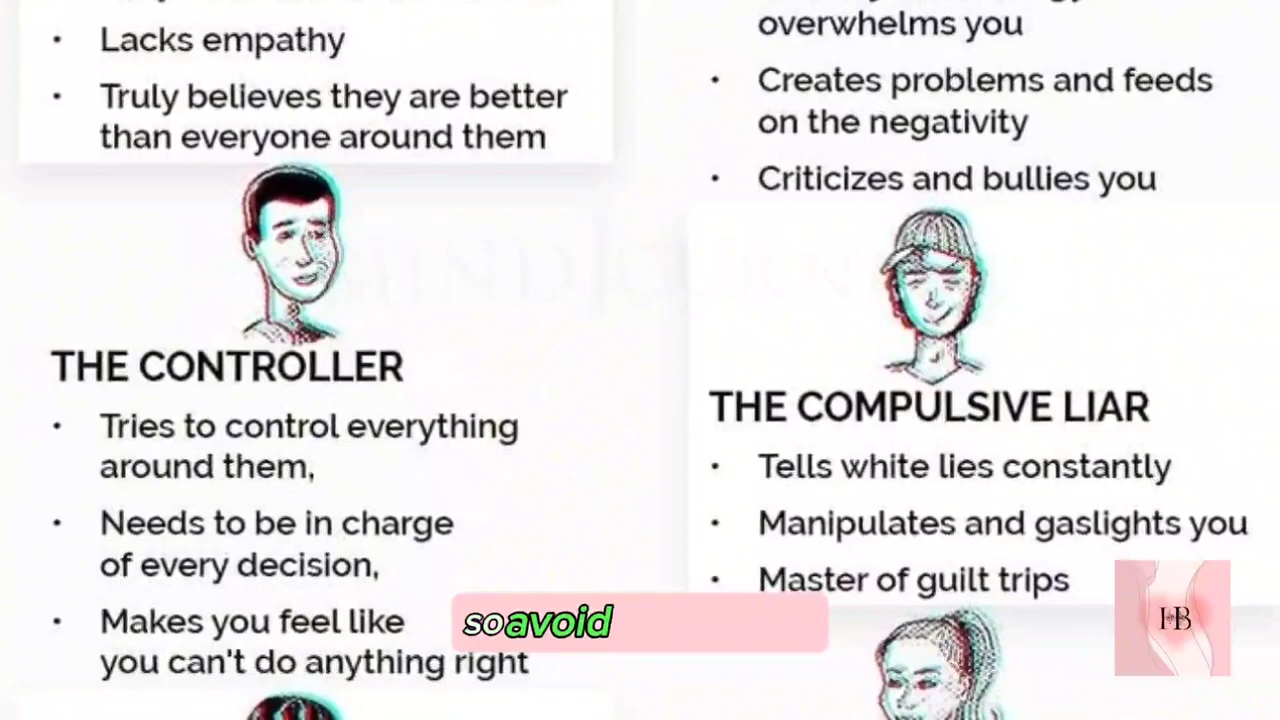 Lacks empathy
Truly believes they are better
than everyone around them
THE CONTROLLER
Tries to control everything
around them,
Needs to be in charge
of every decision,
Makes you feel like
you can't do anything right
overwhelms you
Creates problems and feeds
on the negativity
Criticizes and bullies you
THE COMPULSIVE LIAR
Tells white lies constantly
Manipulates and gaslights you
Master of guilt trips
so avoid
HB